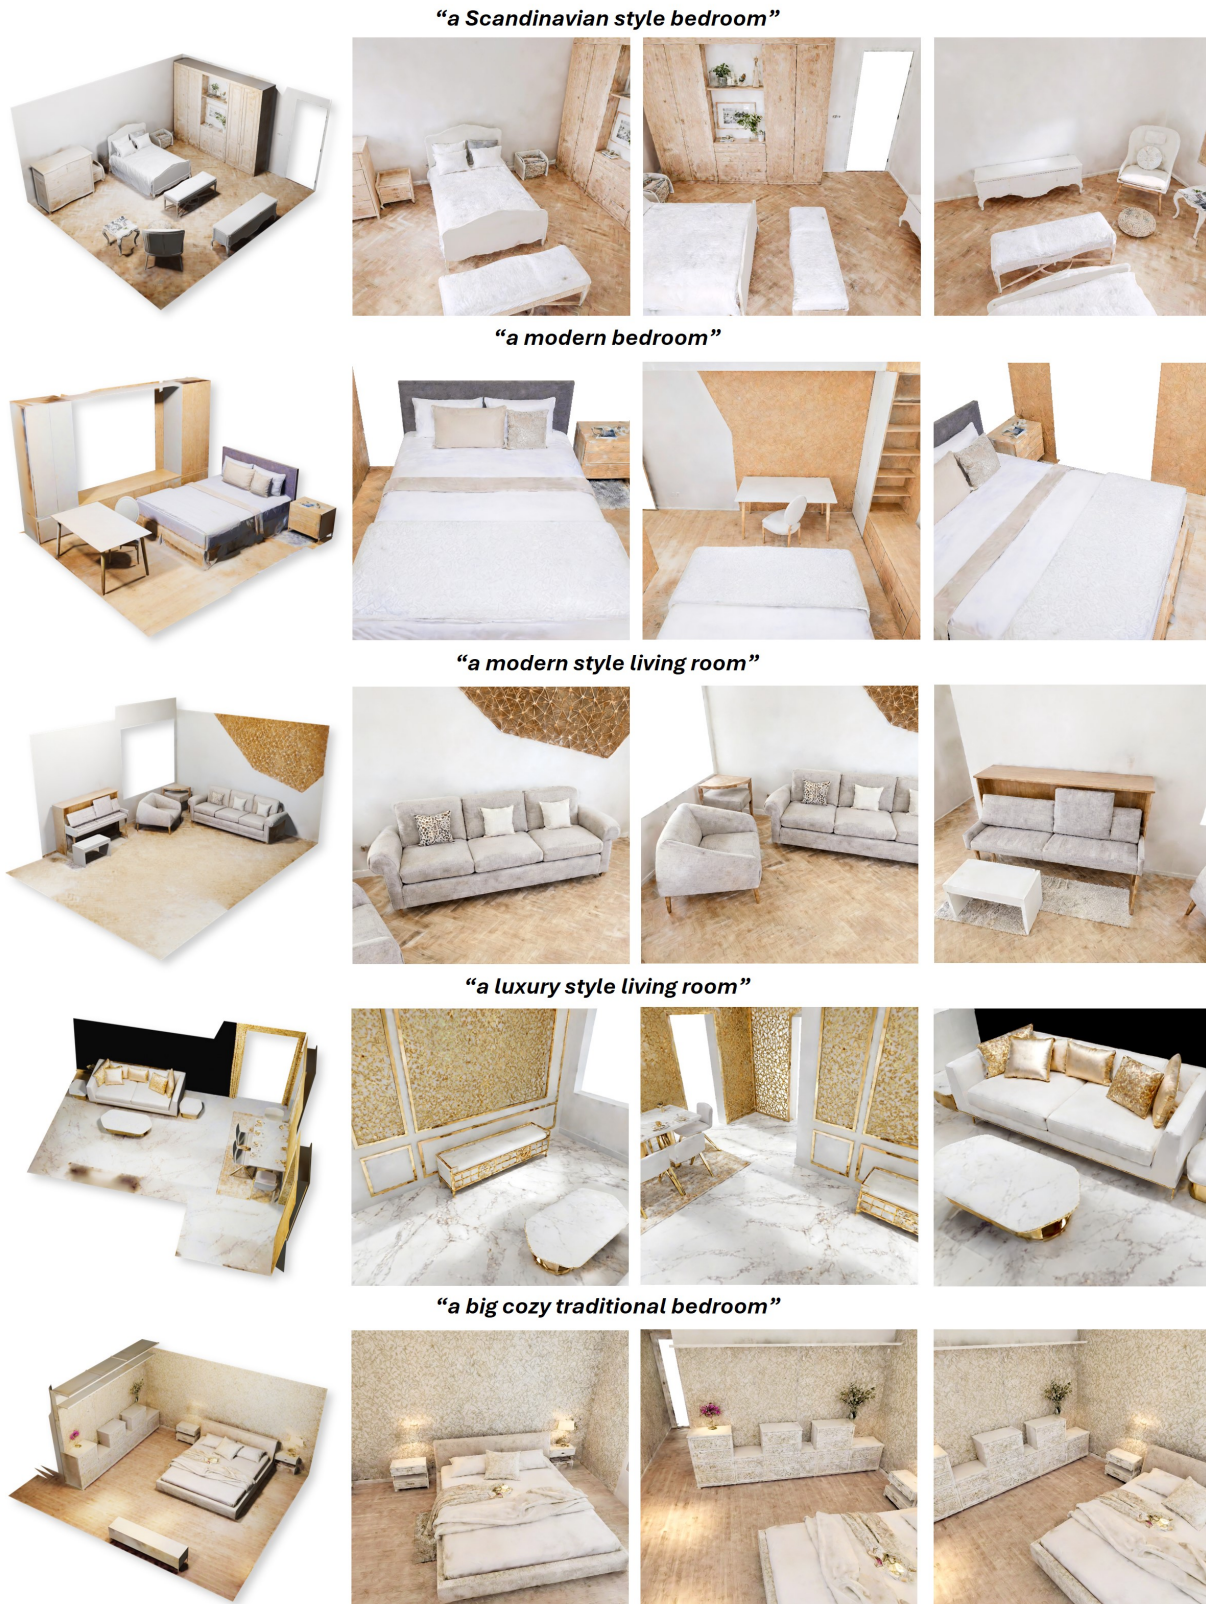 “a Scandinavian style bedroom”
“a modern bedroom”
“a modern style living room”
“a luxury style living room”
“a big cozy traditional bedroom”